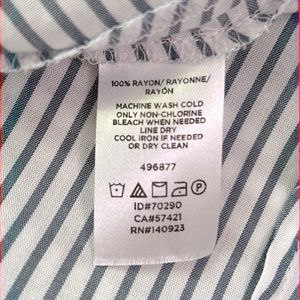 100% RAYON/ RAYONNE/
RAYÓN
MACHINE WASH COLD
ONLY NON-CHLORINE
BLEACH WHEN NEEDED
LINE DRY
COOL IRON IF NEEDED
OR DRY CLEAN
496877
P
ID#70290
CA#57421
RN#140923